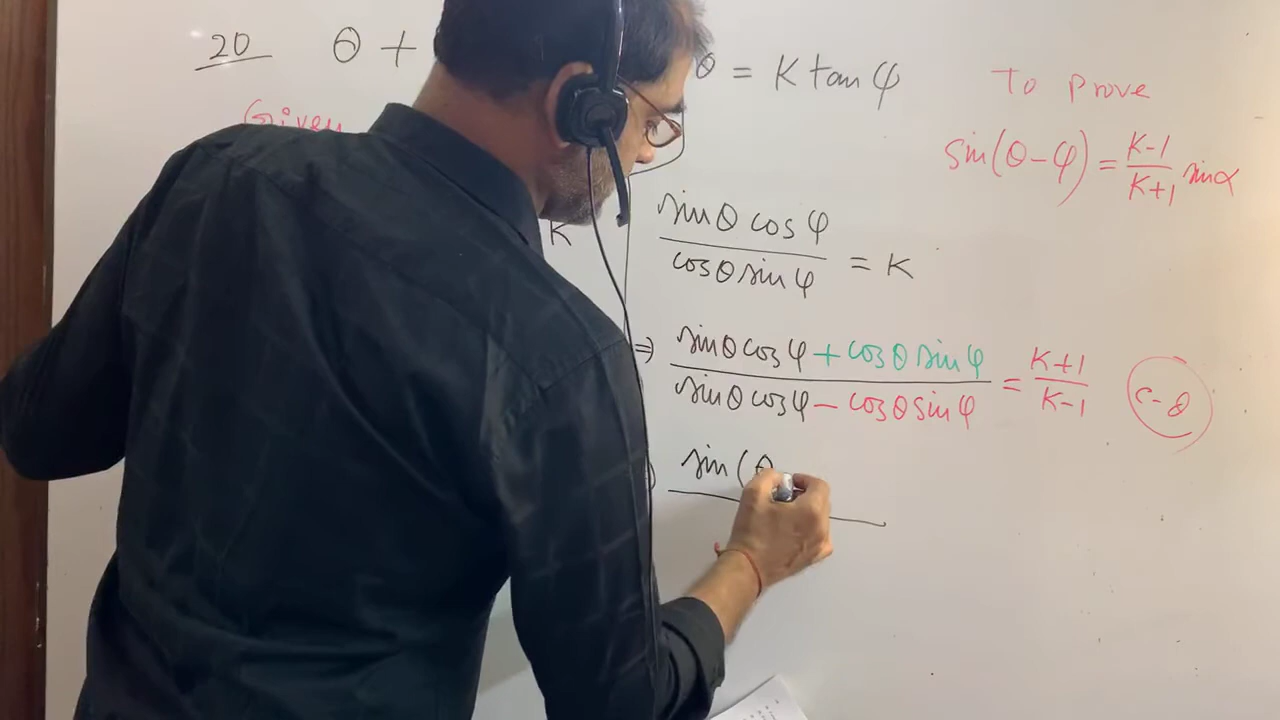 20 θ + θ = K tan φ
To prove
Given
sin(θ-φ) = K-1/K+1 sinα
K
sinθ cosφ / cosθ sinφ = K
⇒ sinθ cosφ + cosθ sinφ / sinθ cosφ - cosθ sinφ = K+1 / K-1
c-θ
sin(θ